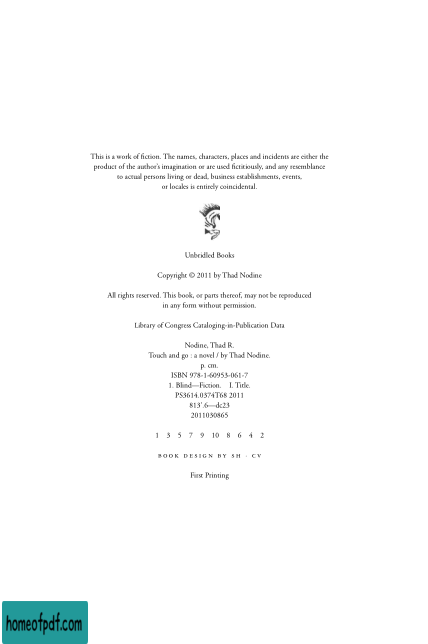 This is a work of fiction. The names, characters, places and incidents are either the
product of the author's imagination or are used fictitiously, and any resemblance
to actual persons living or dead, business establishments, events,
or locales is entirely coincidental.
Unbridled Books
Copyright © 2011 by Thad Nodine
All rights reserved. This book, or parts thereof, may not be reproduced
in any form without permission.
Library of Congress Cataloging-in-Publication Data
Nodine, Thad R.
Touch and go : a novel / by Thad Nodine.
p. cm.
ISBN 978-1-60953-061-7
1. Blind—Fiction. I. Title.
PS3614.O374T68 2011
813'.6—dc23
2011030865
1 3 5 7 9 10 8 6 4 2
BOOK DESIGN BY SH · CV
First Printing
homeofpdf.com